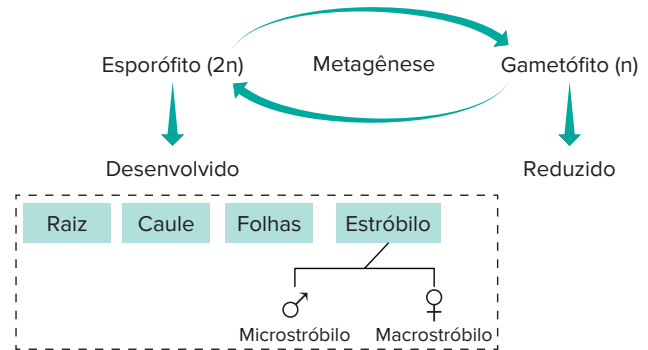 Esporófito (2n) Metagênese Gametófito (n)
Desenvolvido Reduzido
Raiz Caule Folhas Estróbilo
Microstróbilo Macrostróbilo